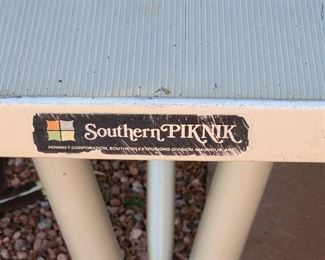 Southern PIKNIK
HOWMET CORPORATION, SOUTHERN EXTRUSIONS DIVISION, MAGNOLIA, ARK.